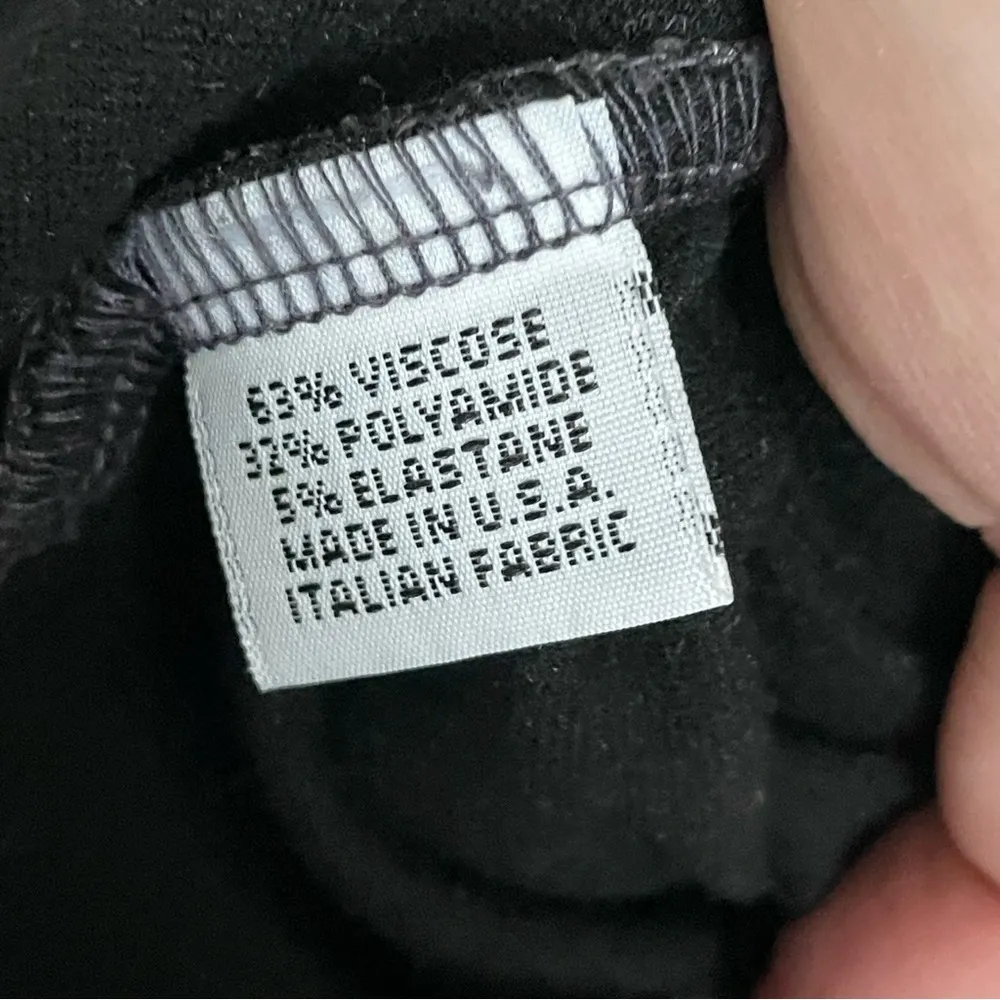 63% VISCOSE
32% POLYAMIDE
5% ELASTANE
MADE IN U.S.A.
ITALIAN FABRIC